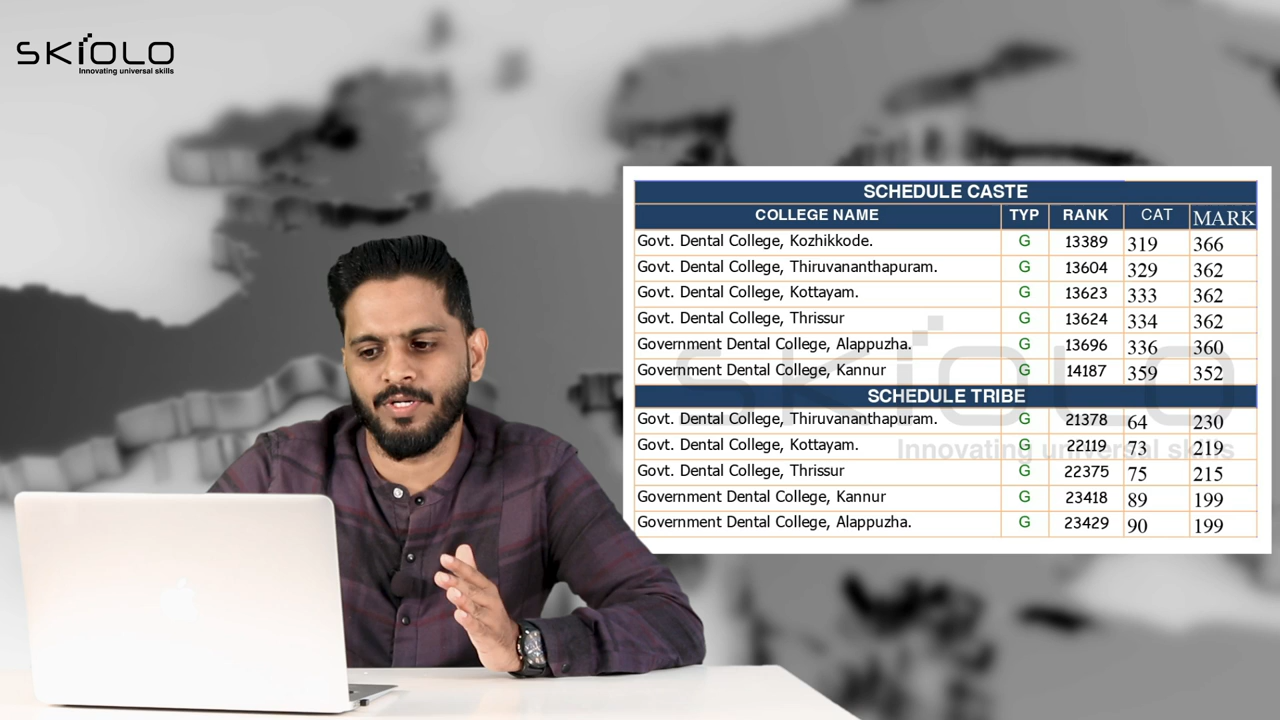 SKIOLO
Innovating universal skills
SCHEDULE CASTE
COLLEGE NAME TYP RANK CAT MARK
Govt. Dental College, Kozhikkode. G 13389 319 366
Govt. Dental College, Thiruvananthapuram. G 13604 329 362
Govt. Dental College, Kottayam. G 13623 333 362
Govt. Dental College, Thrissur G 13624 334 362
Government Dental College, Alappuzha. G 13696 336 360
Government Dental College, Kannur G 14187 359 352
SCHEDULE TRIBE
Govt. Dental College, Thiruvananthapuram. G 21378 64 230
Govt. Dental College, Kottayam. G 22119 73 219
Govt. Dental College, Thrissur G 22375 75 215
Government Dental College, Kannur G 23418 89 199
Government Dental College, Alappuzha. G 23429 90 199
SKIOLO
Innovating universal skills